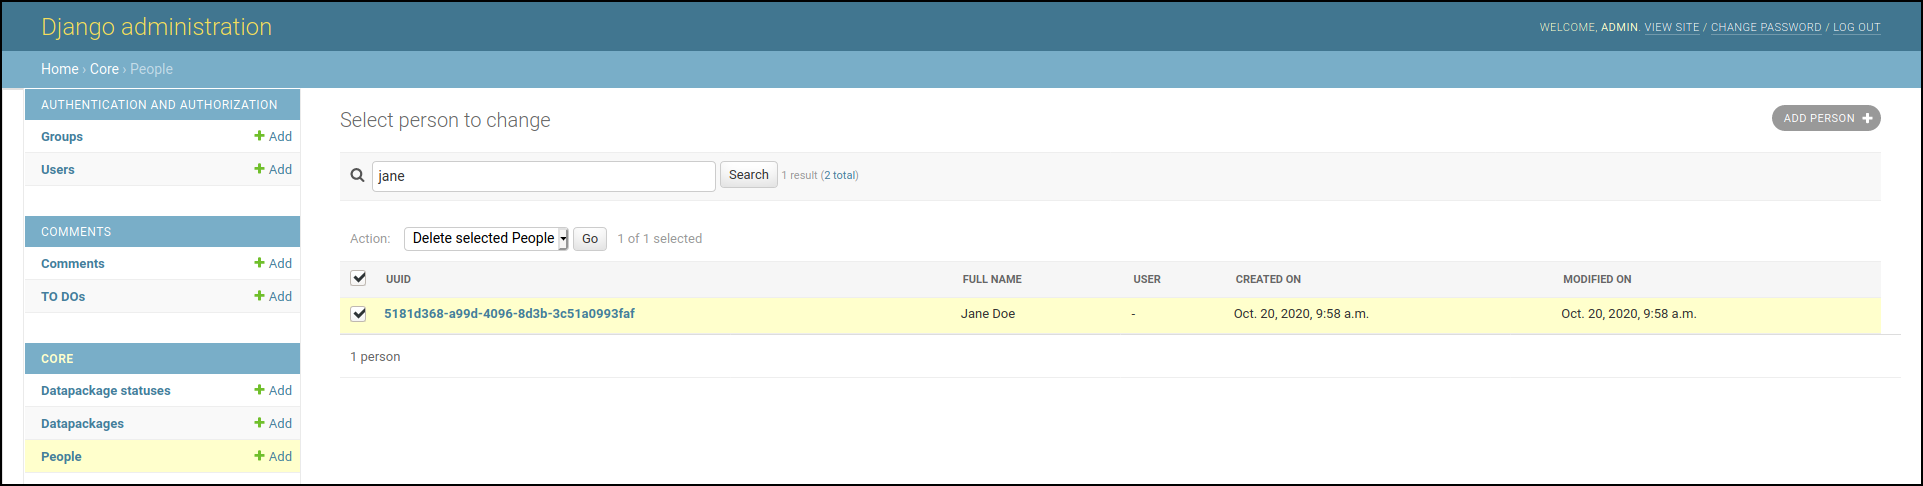 Django administration
WELCOME, ADMIN. VIEW SITE / CHANGE PASSWORD / LOG OUT
Home › Core › People
AUTHENTICATION AND AUTHORIZATION
Groups
Add
Users
Add
COMMENTS
Comments
Add
TO DOs
Add
CORE
Datapackage statuses
Add
Datapackages
Add
People
Add
Select person to change
ADD PERSON
jane
Search
1 result (2 total)
Action:
Delete selected People
Go
1 of 1 selected
UUID FULL NAME USER CREATED ON MODIFIED ON
5181d368-a99d-4096-8d3b-3c51a0993faf Jane Doe - Oct. 20, 2020, 9:58 a.m. Oct. 20, 2020, 9:58 a.m.
1 person